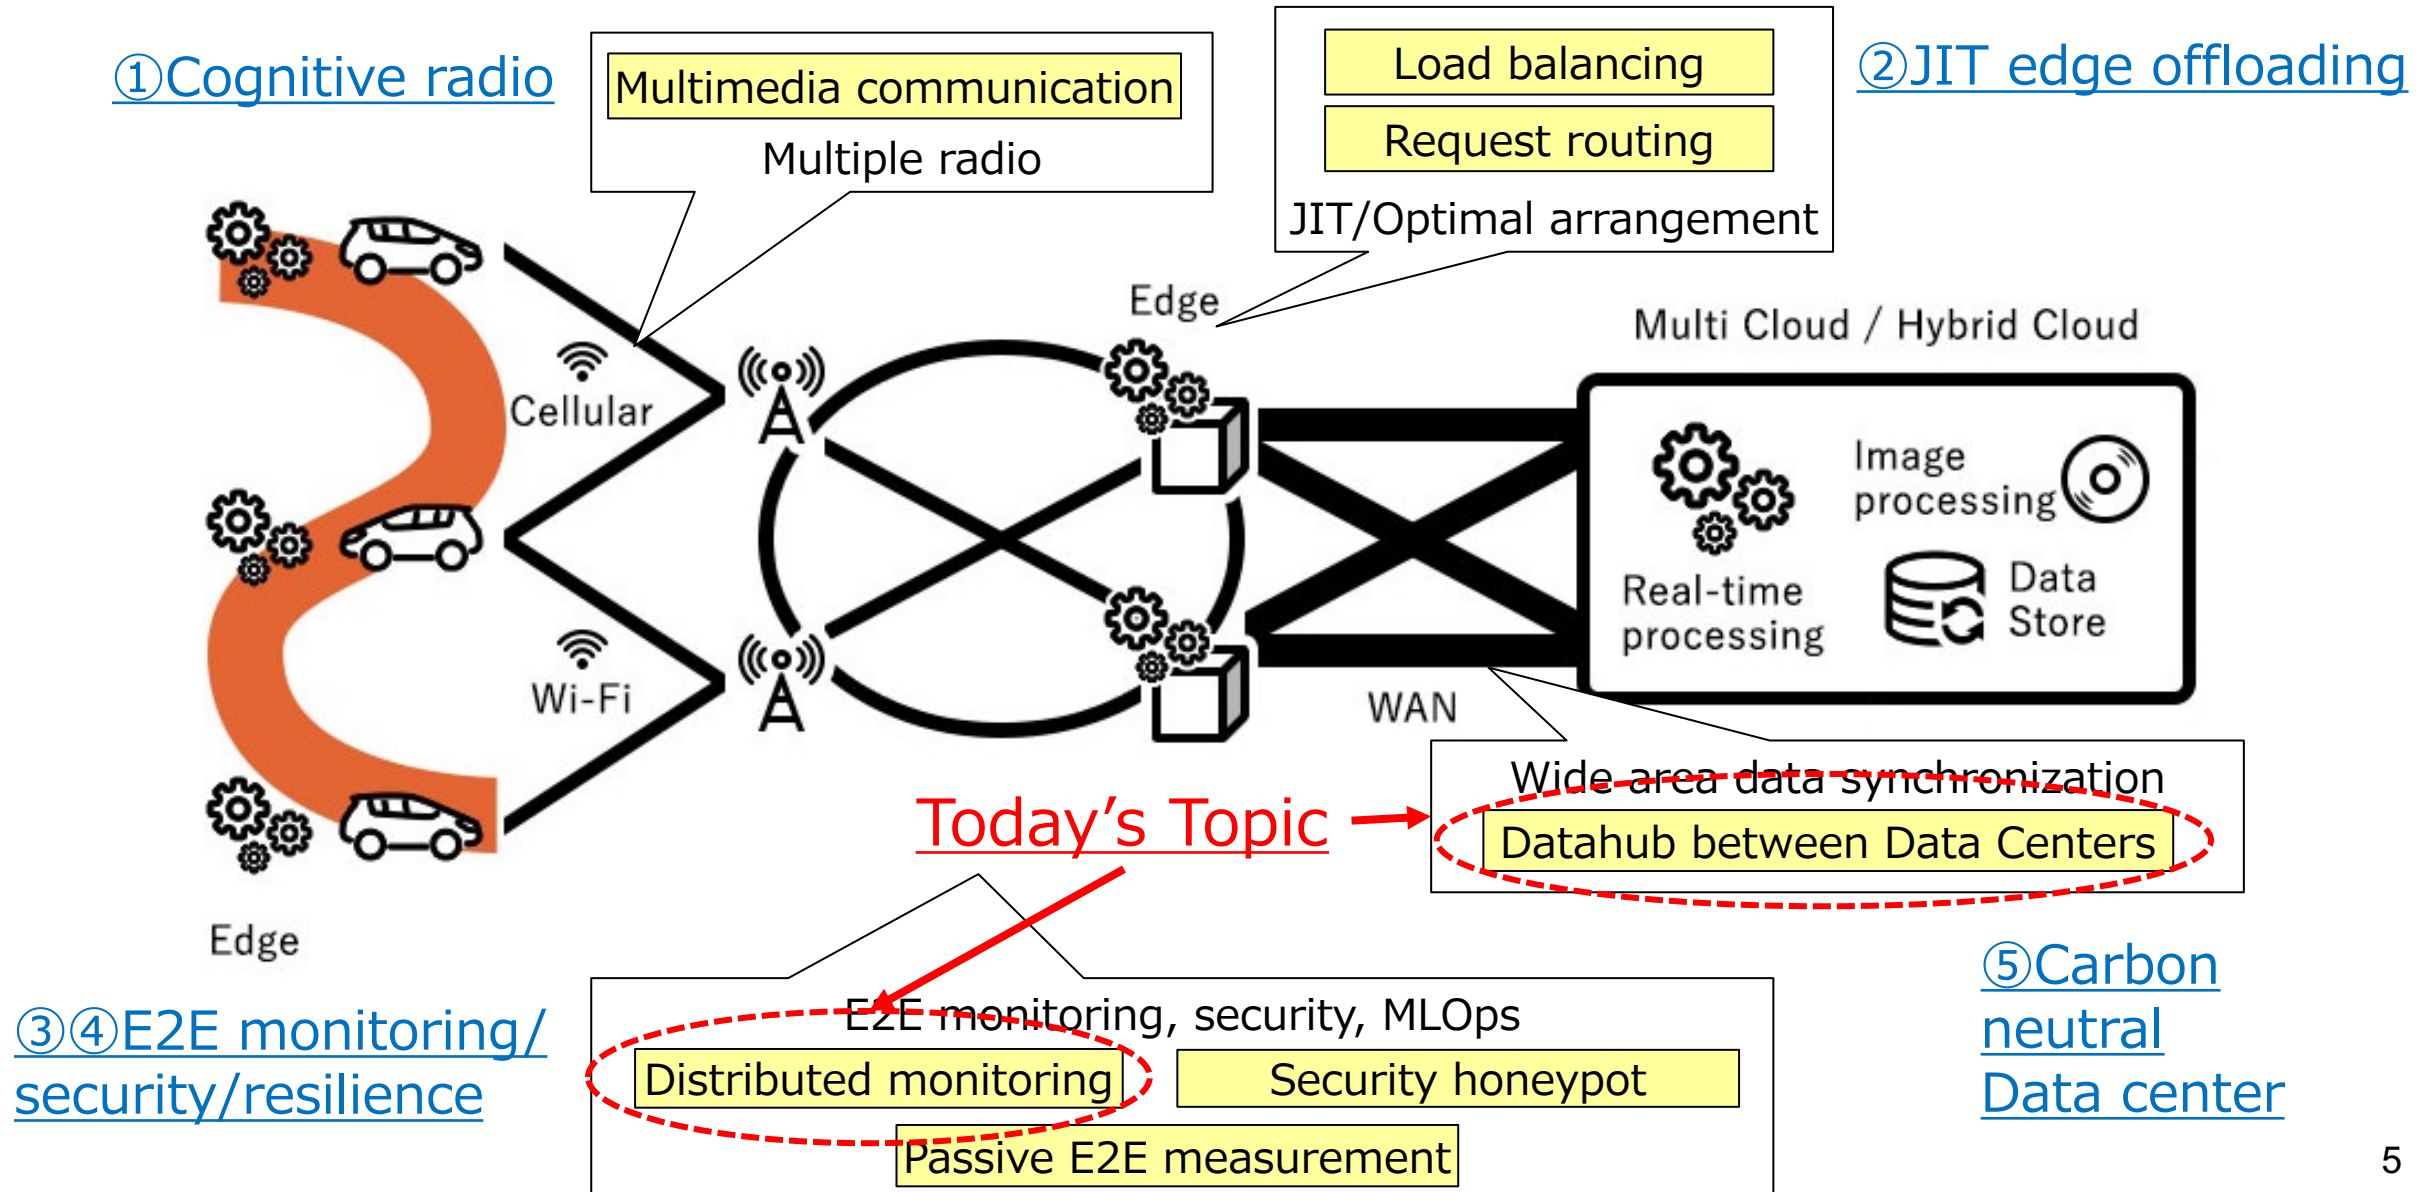 ①Cognitive radio
Multimedia communication
Multiple radio
Load balancing
Request routing
JIT/Optimal arrangement
②JIT edge offloading
Edge
Multi Cloud / Hybrid Cloud
Cellular
Image
processing
Real-time
processing
Data
Store
Wi-Fi
WAN
Wide area data synchronization
Datahub between Data Centers
Today’s Topic
Edge
③④E2E monitoring/
security/resilience
E2E monitoring, security, MLOps
Distributed monitoring
Security honeypot
Passive E2E measurement
⑤Carbon
neutral
Data center
5